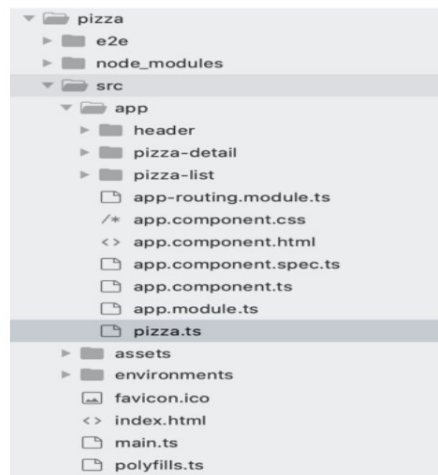 pizza
e2e
node_modules
src
app
header
pizza-detail
pizza-list
app-routing.module.ts
/* app.component.css
<> app.component.html
app.component.spec.ts
app.component.ts
app.module.ts
pizza.ts
assets
environments
favicon.ico
<> index.html
main.ts
polyfills.ts